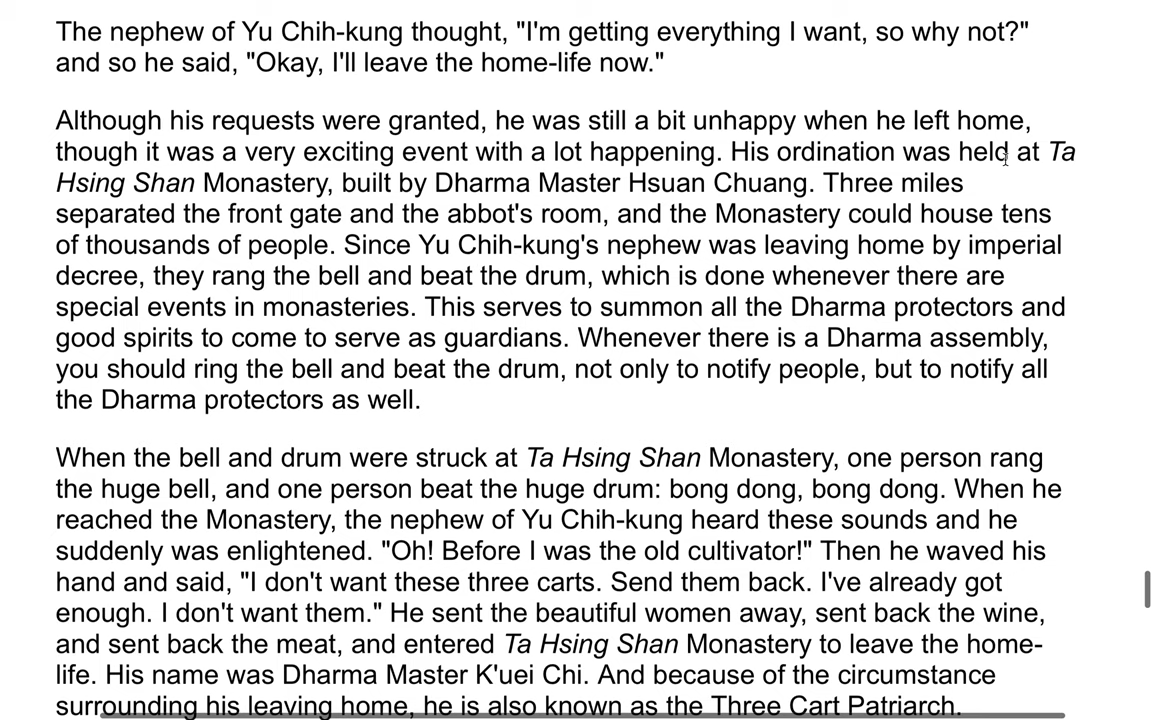 The nephew of Yu Chih-kung thought, "I'm getting everything I want, so why not?"
and so he said, "Okay, I'll leave the home-life now."
Although his requests were granted, he was still a bit unhappy when he left home,
though it was a very exciting event with a lot happening. His ordination was held at Ta
Hsing Shan Monastery, built by Dharma Master Hsuan Chuang. Three miles
separated the front gate and the abbot's room, and the Monastery could house tens
of thousands of people. Since Yu Chih-kung's nephew was leaving home by imperial
decree, they rang the bell and beat the drum, which is done whenever there are
special events in monasteries. This serves to summon all the Dharma protectors and
good spirits to come to serve as guardians. Whenever there is a Dharma assembly,
you should ring the bell and beat the drum, not only to notify people, but to notify all
the Dharma protectors as well.
When the bell and drum were struck at Ta Hsing Shan Monastery, one person rang
the huge bell, and one person beat the huge drum: bong dong, bong dong. When he
reached the Monastery, the nephew of Yu Chih-kung heard these sounds and he
suddenly was enlightened. "Oh! Before I was the old cultivator!" Then he waved his
hand and said, "I don't want these three carts. Send them back. I've already got
enough. I don't want them." He sent the beautiful women away, sent back the wine,
and sent back the meat, and entered Ta Hsing Shan Monastery to leave the home-
life. His name was Dharma Master K'uei Chi. And because of the circumstance
surrounding his leaving home, he is also known as the Three Cart Patriarch.